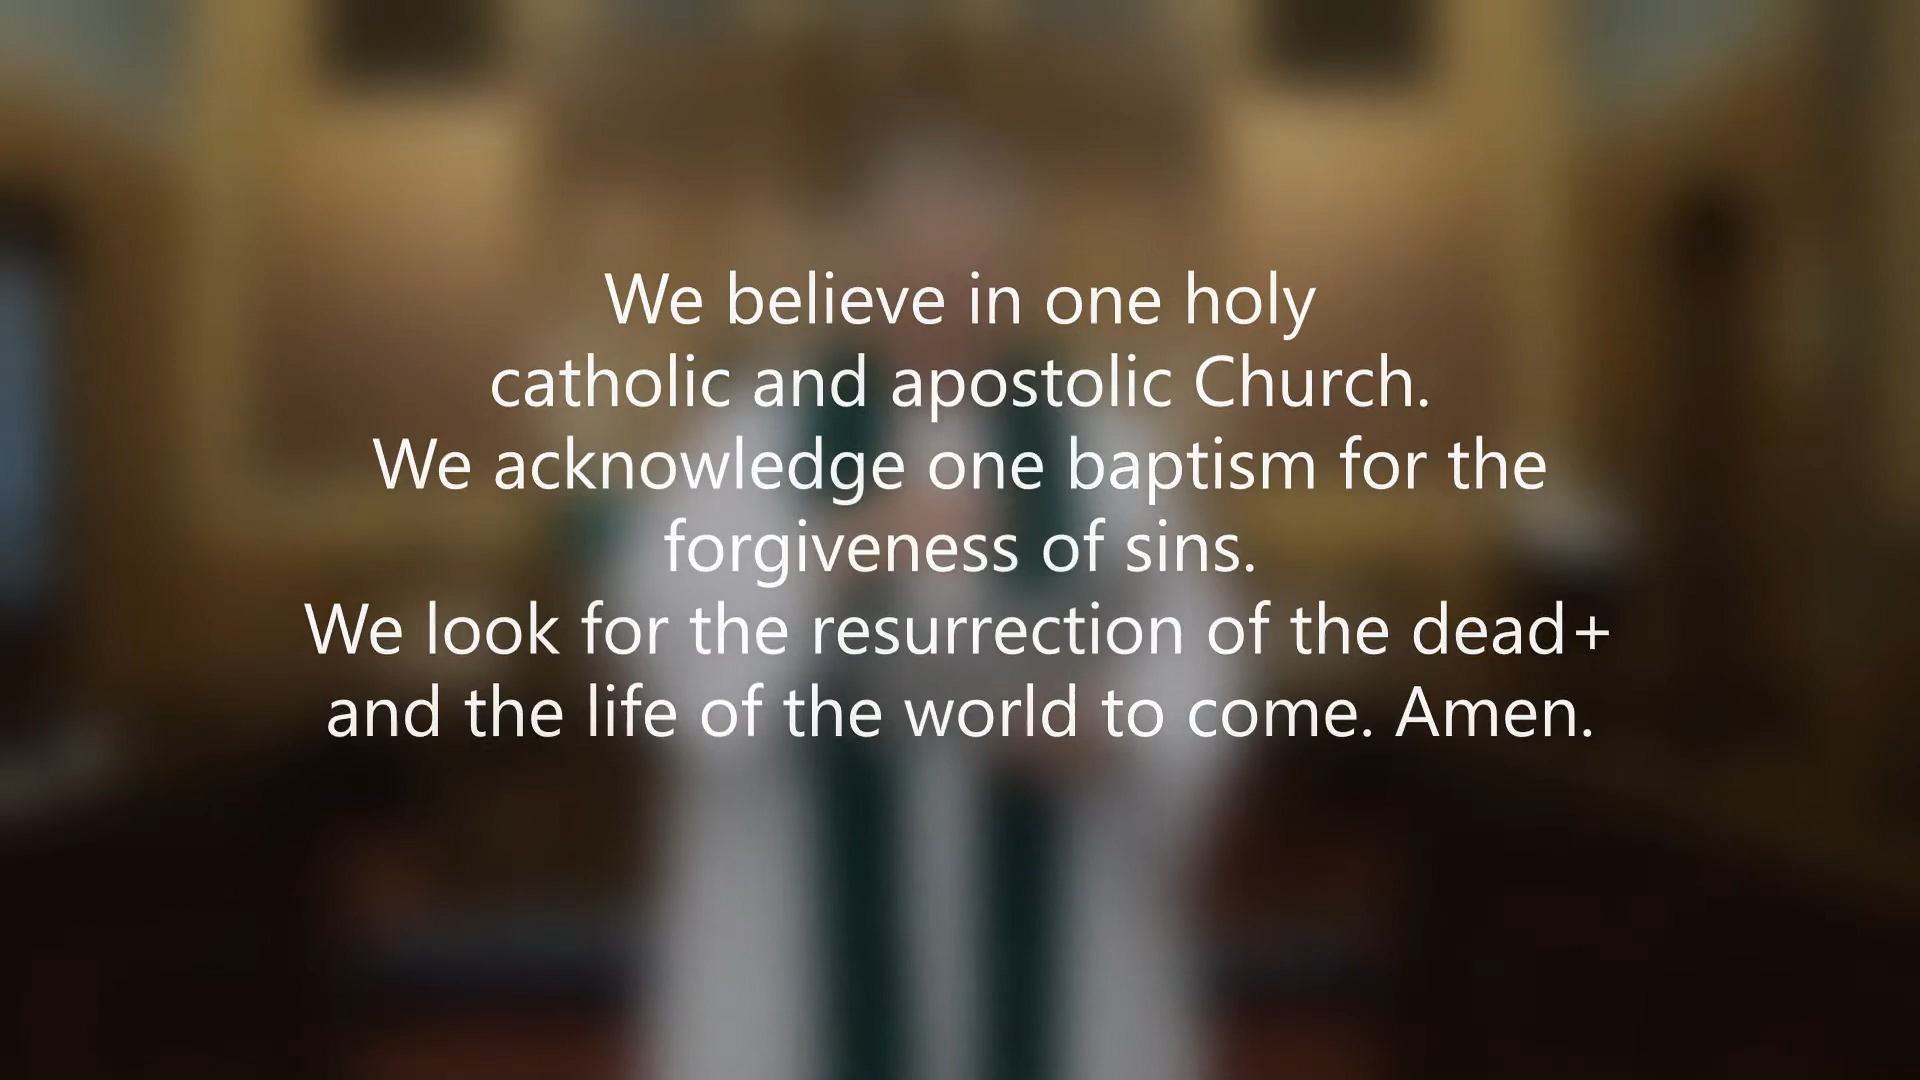 We believe in one holy
catholic and apostolic Church.
We acknowledge one baptism for the
forgiveness of sins.
We look for the resurrection of the dead+
and the life of the world to come. Amen.